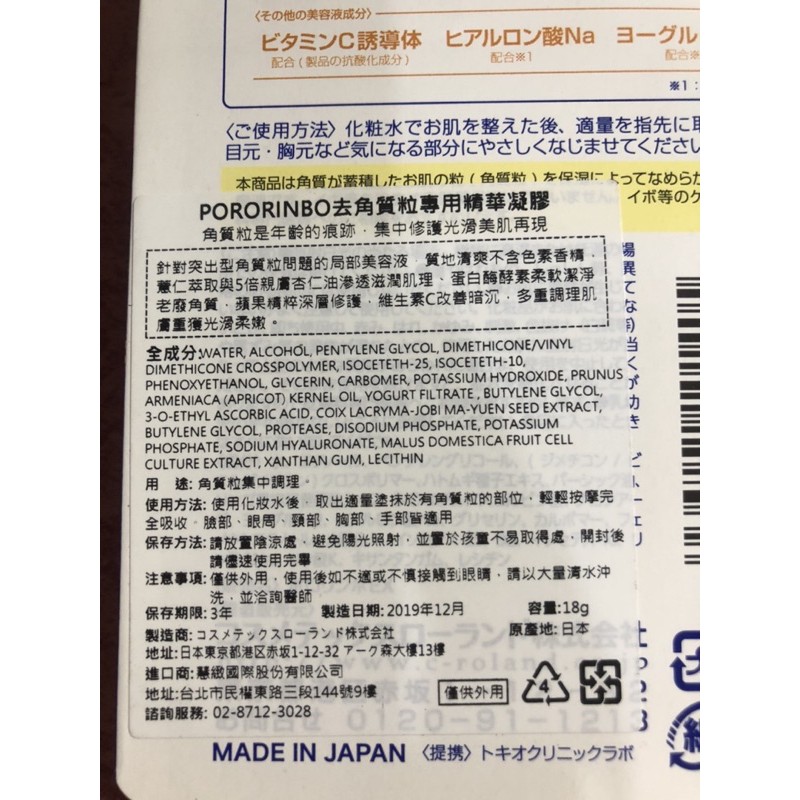 〈その他の美容液成分〉
ビタミンC誘導体 ヒアルロン酸Na ヨーグル
配合(製品の抗酸化成分) 配合※1 配合※
※1:
〈ご使用方法〉化粧水でお肌を整えた後、適量を指先に取
目元・胸元など気になる部分にやさしくなじませてくださ
本商品は角質が蓄積したお肌の粒(角質粒)を保湿によってなめらか
イボ等のケ
PORORINBO去角質粒專用精華凝膠
角質粒是年齡的痕跡,集中修護光滑美肌再現
針對突出型角質粒問題的局部美容液 質地清爽不含色素香精,
薏仁萃取與5倍親膚杏仁油滲透滋潤肌理、蛋白酶酵素柔軟潔淨
老廢角質,蘋果精粹深層修護,維生素C改善暗沉,多重調理肌
膚重獲光滑柔嫩。
全成分:WATER, ALCOHOL, PENTYLENE GLYCOL, DIMETHICONE/VINYL
DIMETHICONE CROSSPOLYMER, ISOCETETH-25, ISOCETETH-10,
PHENOXYETHANOL, GLYCERIN, CARBOMER, POTASSIUM HYDROXIDE, PRUNUS
ARMENIACA (APRICOT) KERNEL OIL, YOGURT FILTRATE , BUTYLENE GLYCOL,
3-O-ETHYL ASCORBIC ACID, COIX LACRYMA-JOBI MA-YUEN SEED EXTRACT,
BUTYLENE GLYCOL, PROTEASE, DISODIUM PHOSPHATE, POTASSIUM
PHOSPHATE, SODIUM HYALURONATE, MALUS DOMESTICA FRUIT CELL
CULTURE EXTRACT, XANTHAN GUM, LECITHIN
用 途:角質粒集中調理。
使用方法:使用化妝水後,取出適量塗抹於有角質粒的部位,輕輕按摩完
全吸收。臉部、眼周、頸部、胸部、手部皆適用
保存方法:請放置陰涼處,避免陽光照射,並置於孩童不易取得處,開封後
請儘速使用完畢
注意事項:僅供外用,使用後如不適或不慎接觸到眼睛,請以大量清水沖
洗,並洽詢醫師
保存期限:3年 製造日期:2019年12月 容量:18g
製造商:コスメテックスローランド株式会社 原產地:日本
地址:日本東京都港区赤坂1-12-32 アーク森大樓13樓
進口商:慧緻國際股份有限公司
地址:台北市民權東路三段144號9樓 僅供外用 4
諮詢服務: 02-8712-3028
MADE IN JAPAN 〈提携〉トキオクリニックラボ